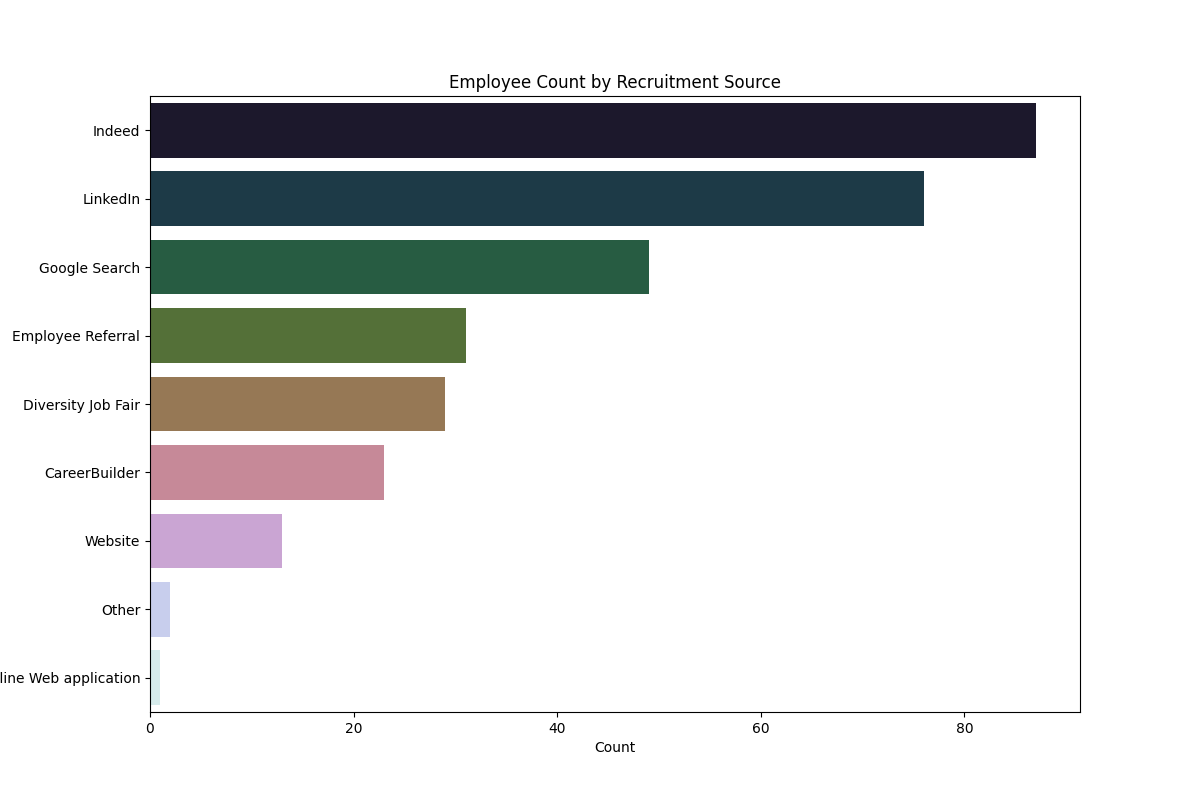 Employee Count by Recruitment Source
Indeed
LinkedIn
Google Search
Employee Referral
Diversity Job Fair
CareerBuilder
Website
Other
line Web application
0 20 40 60 80
Count